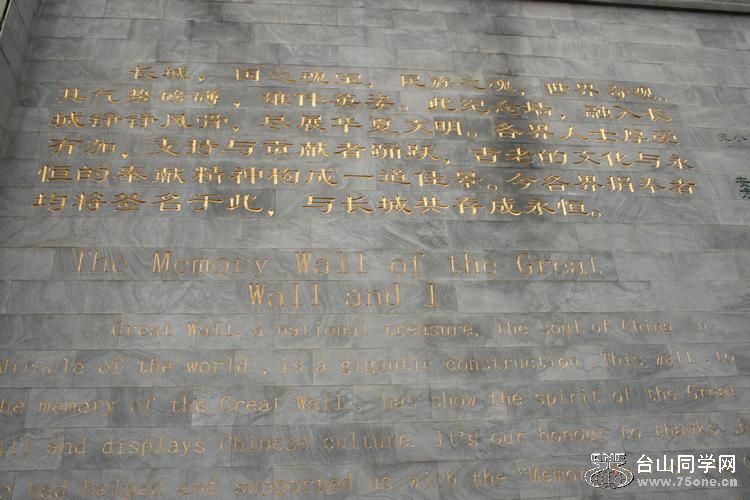 长城，国之瑰宝，民族之魂，世界奇观。
其气势磅礴，雄伟英姿。此纪念墙，融入长
城铮铮风骨，尽展华夏文明。各界人士厚爱
有加，支持与贡献者踊跃，古老的文化与永
恒的奉献精神构成一道佳景。今各界捐奉者
均将签名于此，与长城共存成永恒。
The Memory Wall of the Great
Wall and I
Great Wall, a national treasure, the soul of China a
Miracle of the world, is a gigantic construction. This wall, to
the memory of the Great Wall, has show the spirit of the Great
all and displays Chinese culture. It's our honour to thanks
had helped and supported us with the "Memory
ONE
台山同学网
www.75one.cn